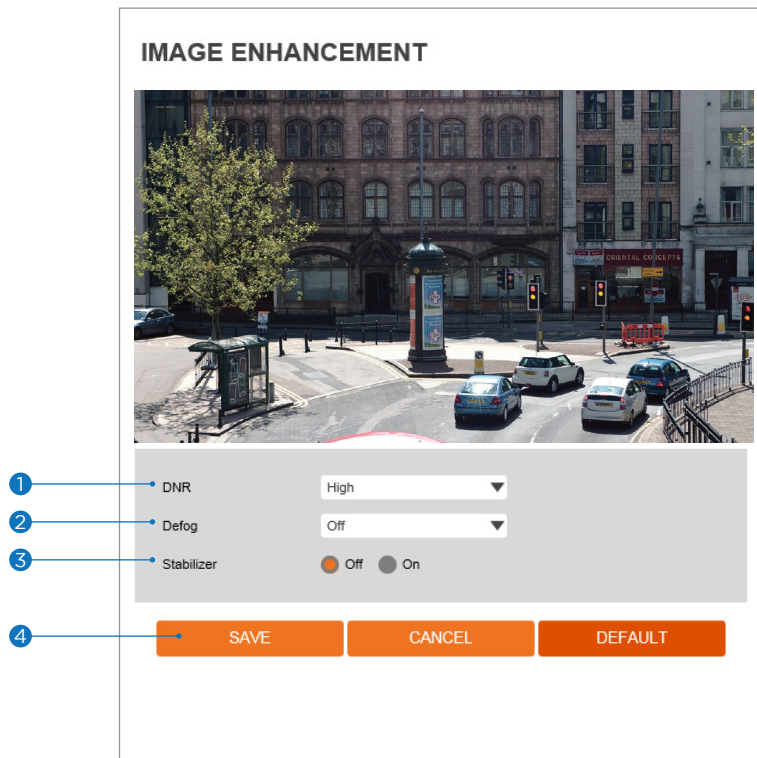 IMAGE ENHANCEMENT
ORIENTAL CONCEPTS
1 DNR High
2 Defog Off
3 Stabilizer Off On
4 SAVE CANCEL DEFAULT